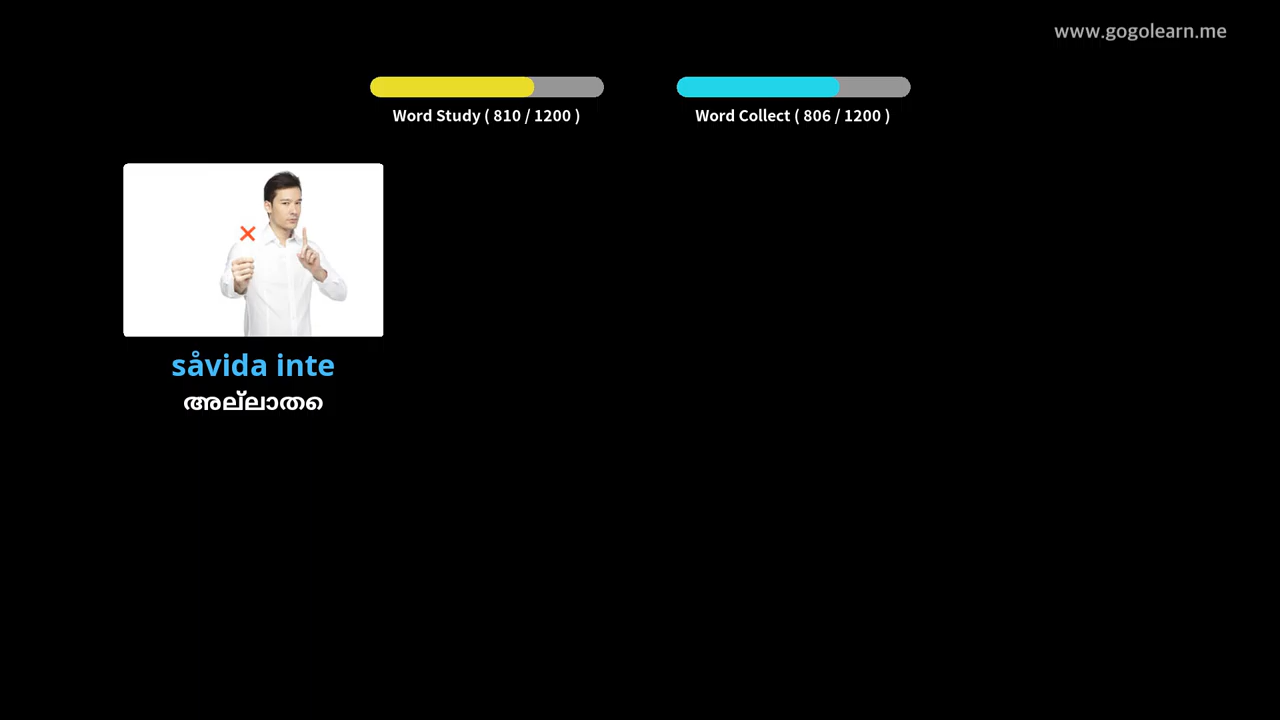 www.gogolearn.me
Word Study ( 810 / 1200 )
Word Collect ( 806 / 1200 )
såvida inte
അല്ലാതെ